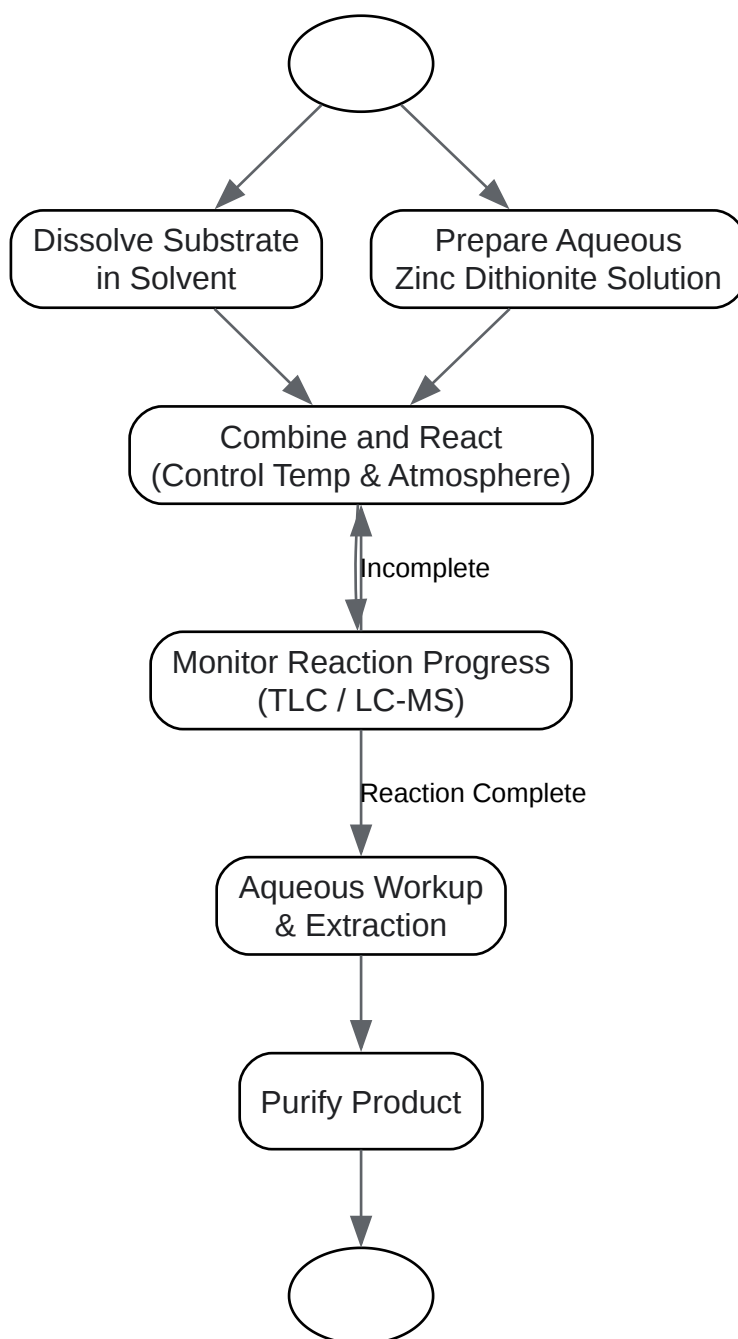 Dissolve Substrate
in Solvent
Prepare Aqueous
Zinc Dithionite Solution
Combine and React
(Control Temp & Atmosphere)
Incomplete
Monitor Reaction Progress
(TLC / LC-MS)
Reaction Complete
Aqueous Workup
& Extraction
Purify Product